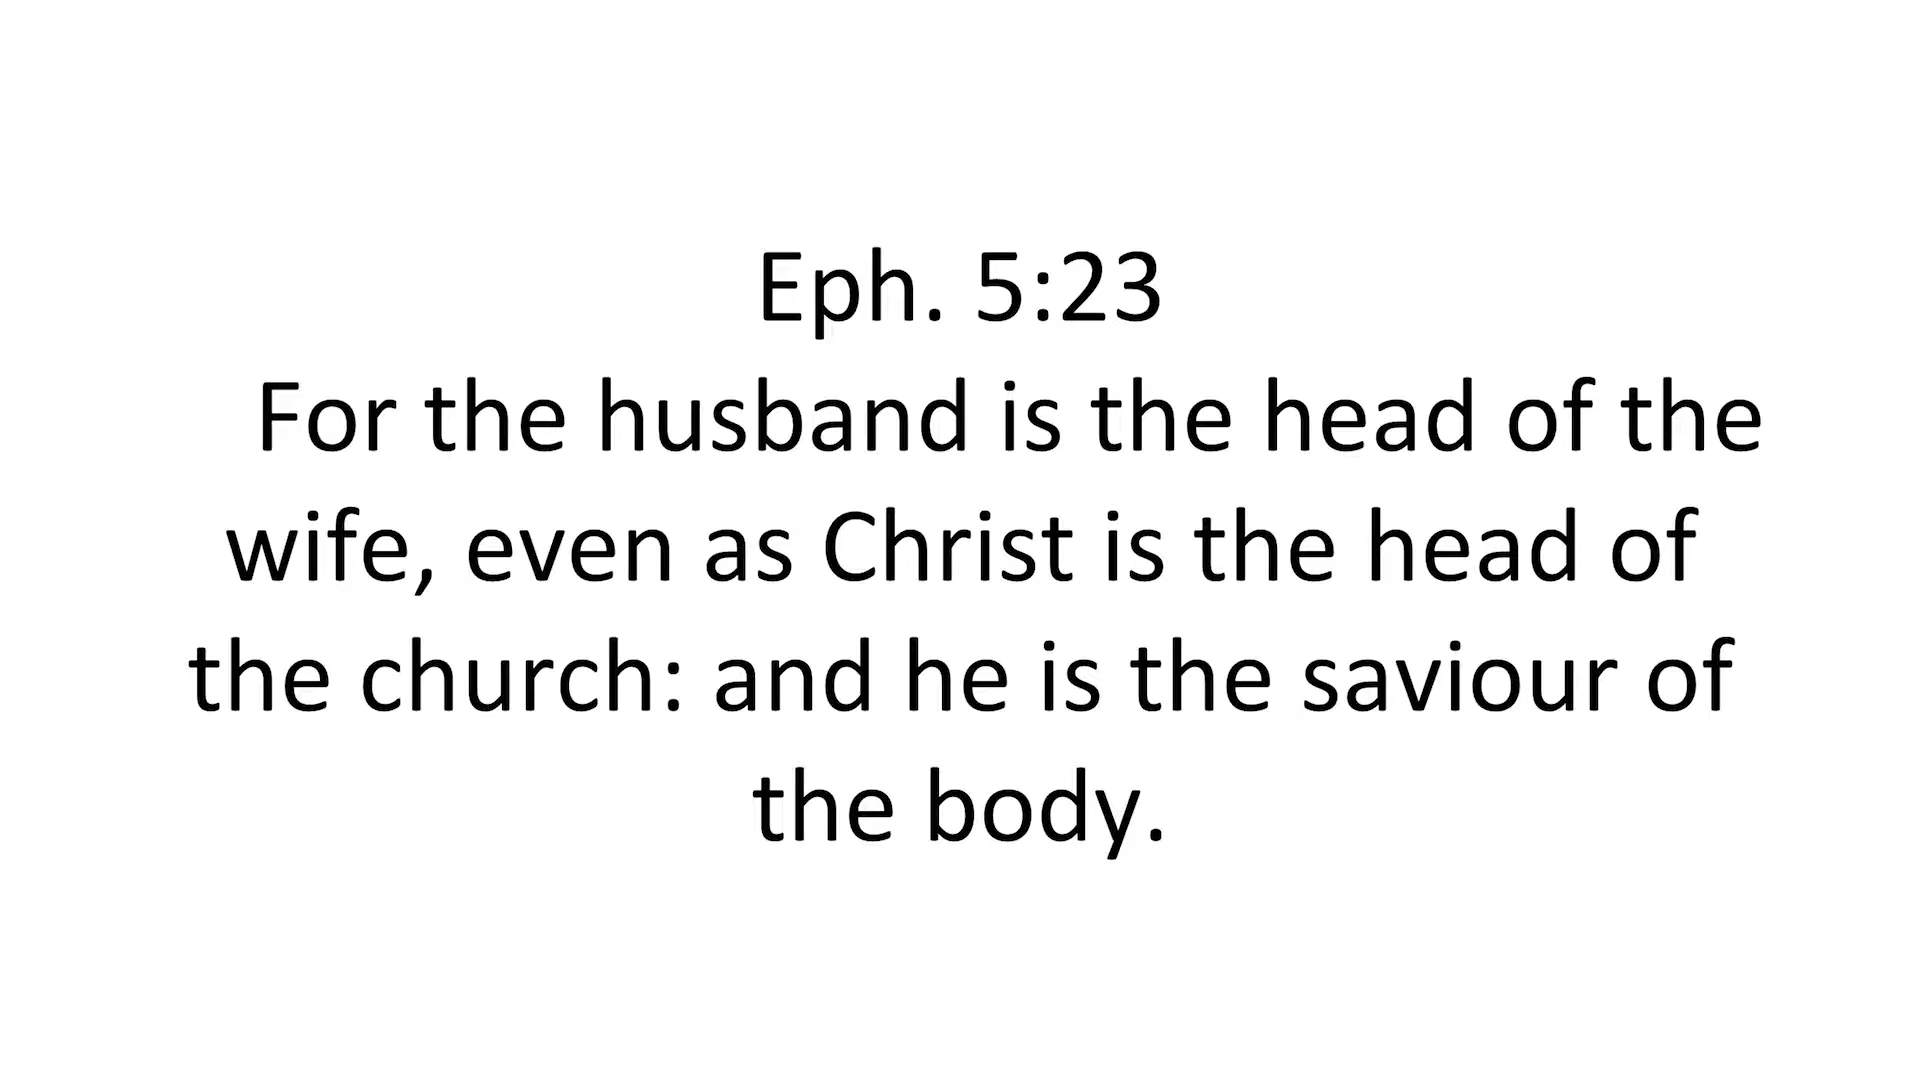 Eph. 5:23
For the husband is the head of the
wife, even as Christ is the head of
the church: and he is the saviour of
the body.